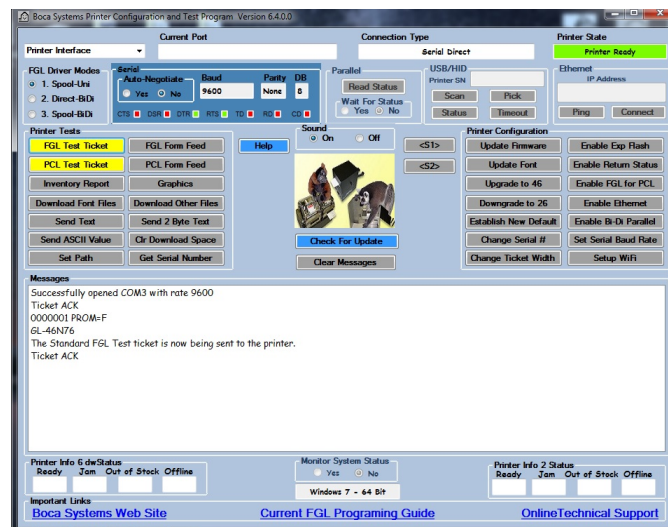 Boca Systems Printer Configuration and Test Program Version 6.4.0.0
Current Port Connection Type Printer State
Printer Interface Serial Direct Printer Ready
FGL Driver Modes Serial Parallel USB/HID Ethernet
Auto-Negotiate Baud Parity DB Printer SN IP Address
1. Spool-Uni Yes No 9600 None 8 Read Status
2. Direct-BiDi Wait For Status Scan Pick
3. Spool-BiDi CTS DSR DTR RTS TD RD CD Yes No Status Timeout Ping Connect
Printer Tests Sound Printer Configuration
FGL Test Ticket FGL Form Feed Help On Off <S1> Update Firmware Enable Exp Flash
PCL Test Ticket PCL Form Feed <S2> Update Font Enable Return Status
Inventory Report Graphics Upgrade to 46 Enable FGL for PCL
Download Font Files Download Other Files Downgrade to 26 Enable Ethernet
Send Text Send 2 Byte Text Establish New Default Enable Bi-Di Parallel
Send ASCII Value Clr Download Space Check For Update Change Serial # Set Serial Baud Rate
Set Path Get Serial Number Clear Messages Change Ticket Width Setup WiFi
Messages
Successfully opened COM3 with rate 9600
Ticket ACK
0000001 PROM=F
GL-46N76
The Standard FGL Test ticket is now being sent to the printer.
Ticket ACK
Printer Info 6 dwStatus Monitor System Status Printer Info 2 Status
Ready Jam Out of Stock Offline Yes No Ready Jam Out of Stock Offline
Windows 7 - 64 Bit
Important Links
Boca Systems Web Site Current FGL Programing Guide OnlineTechnical Support